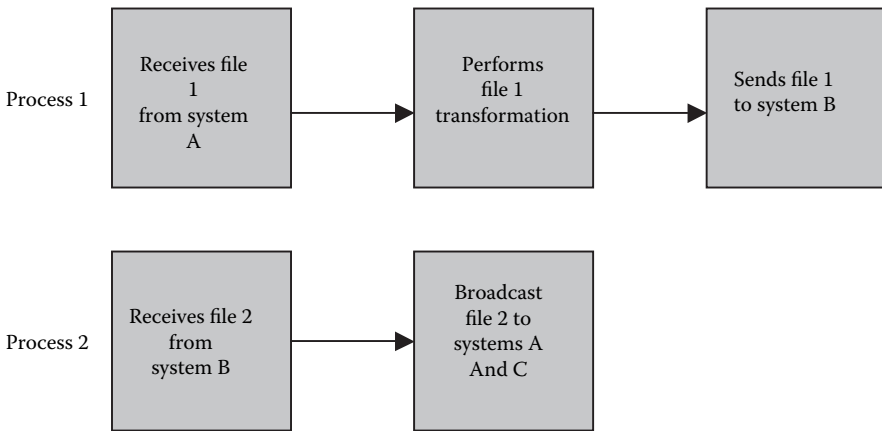 Process 1
Receives file
1
from system
A
Performs
file 1
transformation
Sends file 1
to system B
Process 2
Receives file 2
from
system B
Broadcast
file 2 to
systems A
And C